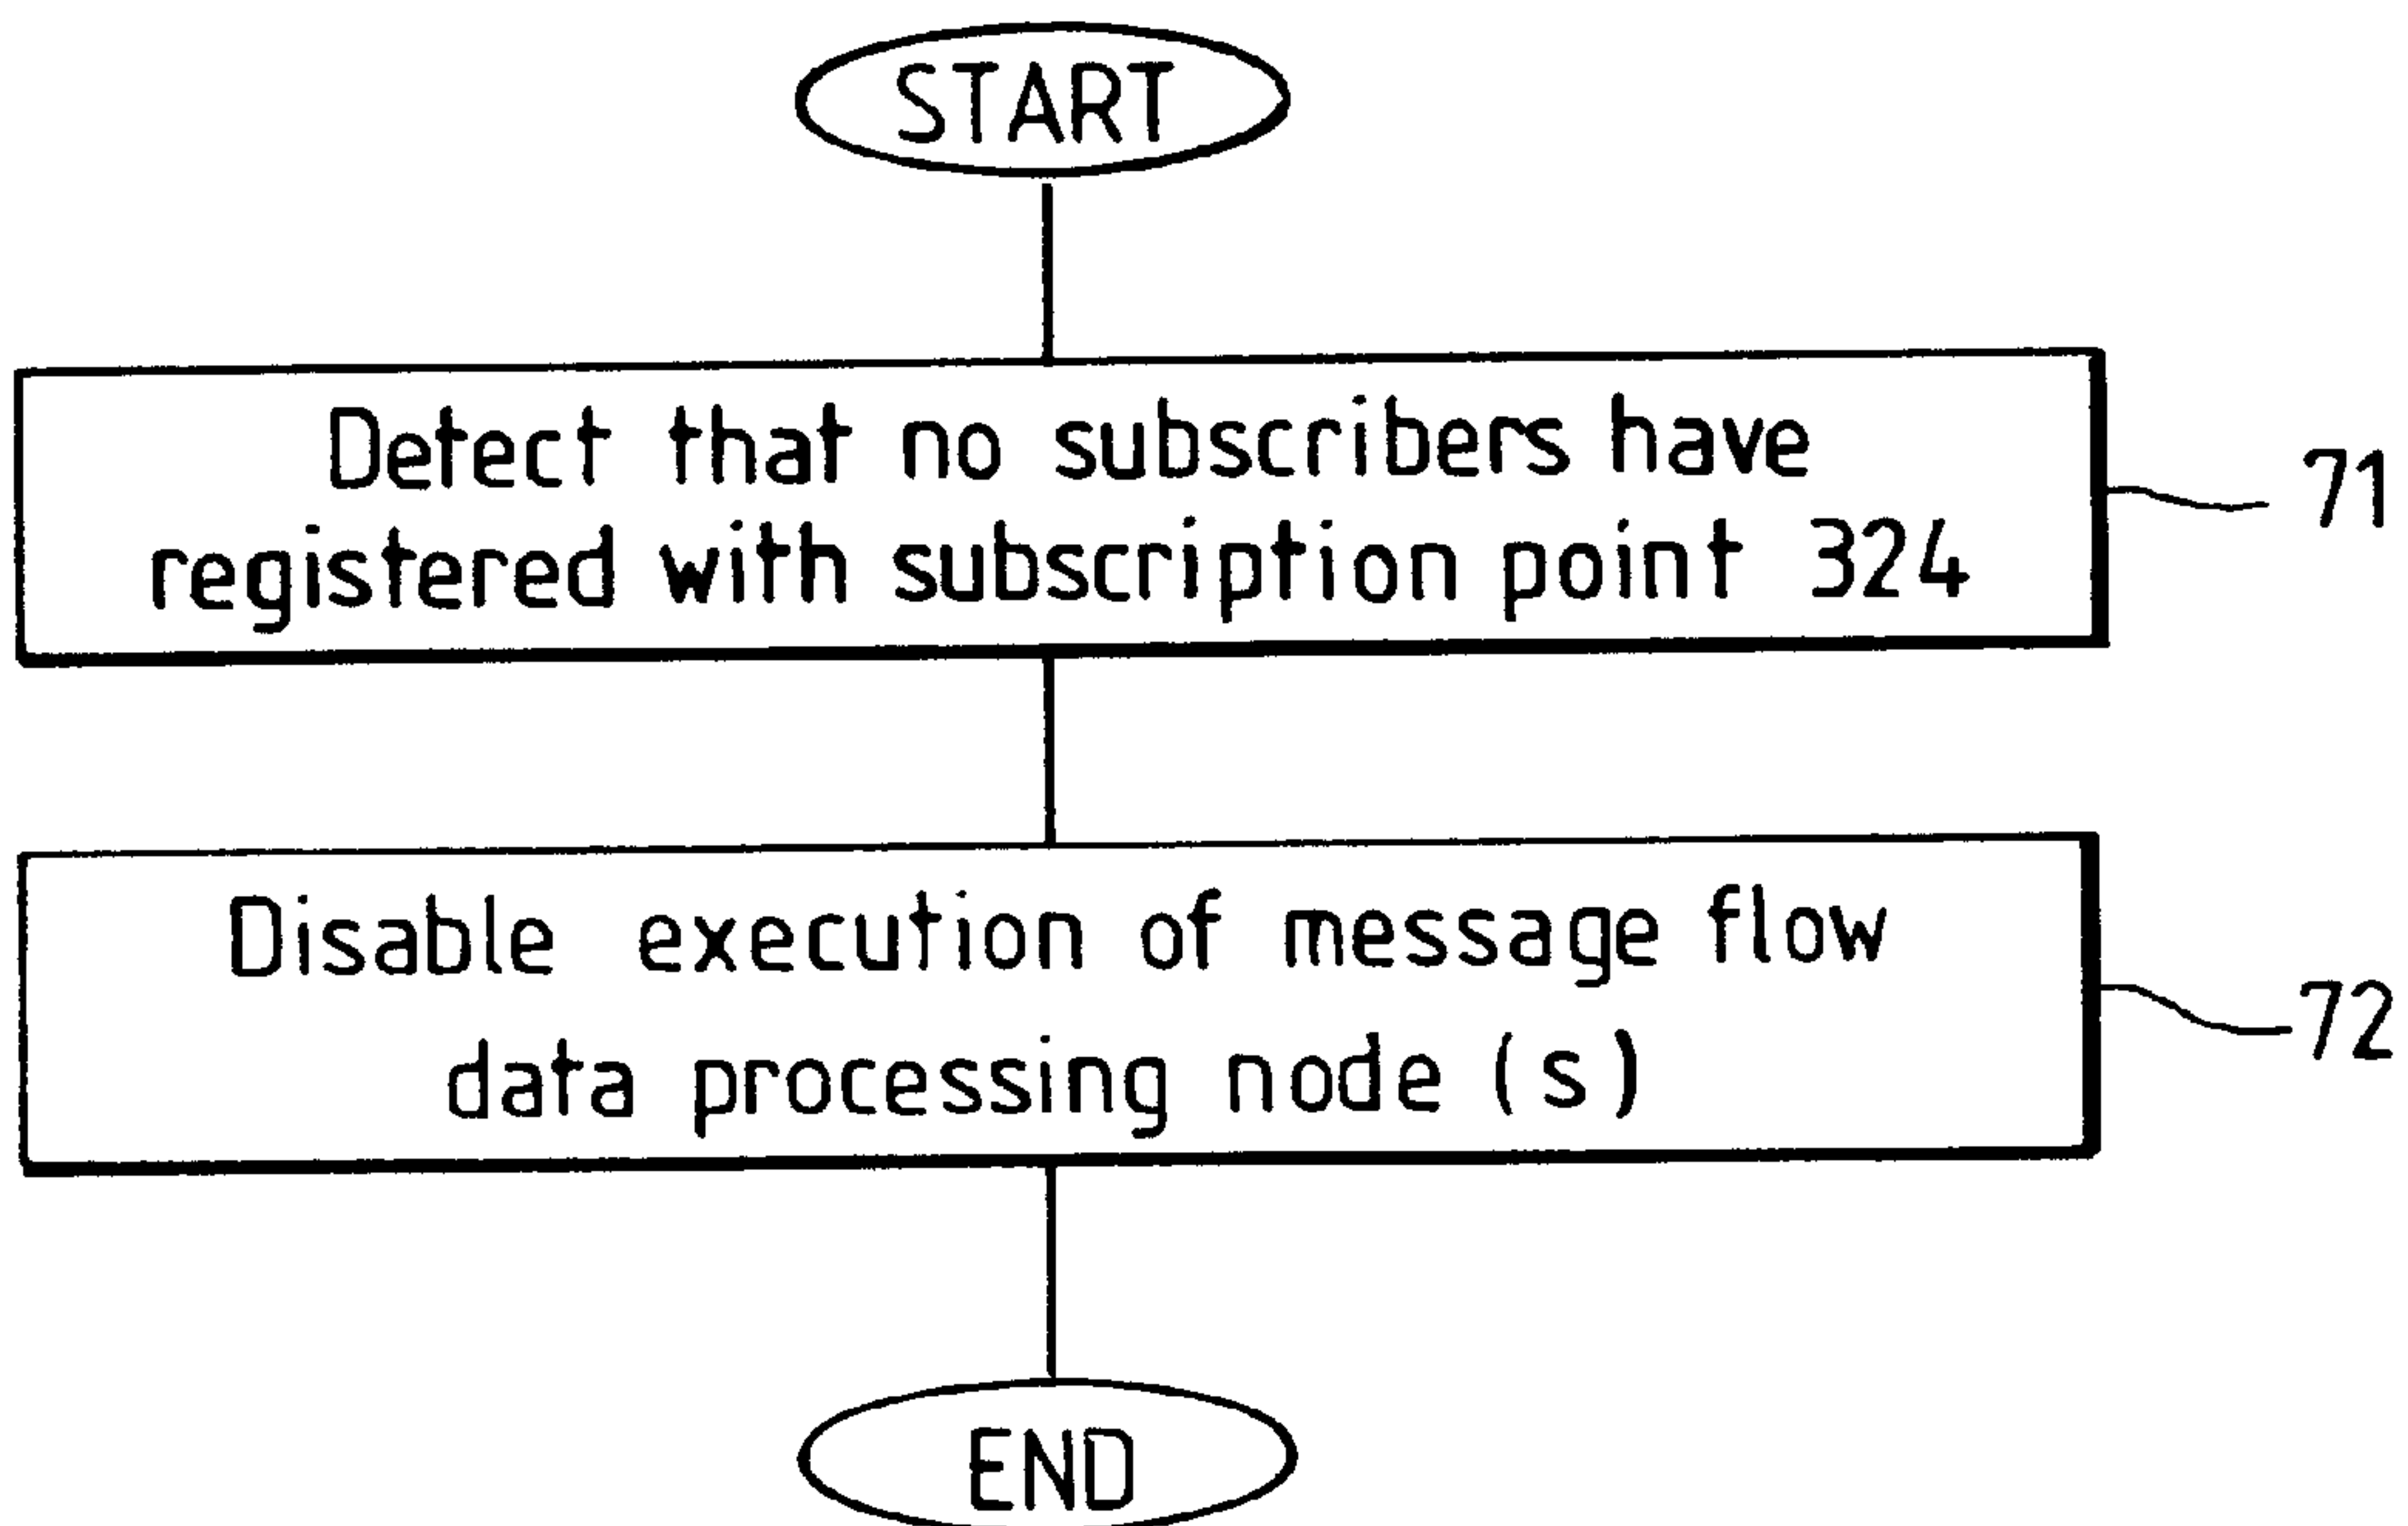 START
Detect that no subscribers have
registered with subscription point 324
71
Disable execution of message flow
data processing node (s)
72
END